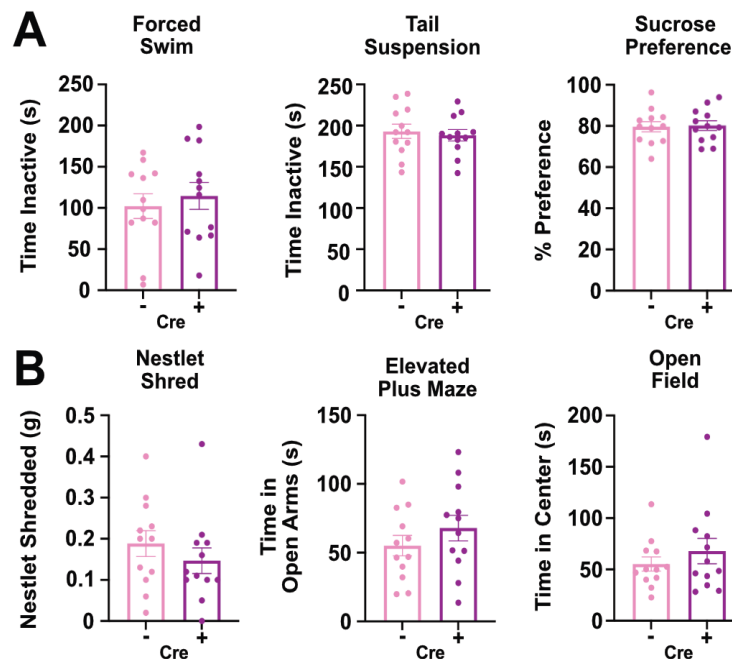 A
Forced
Swim
Time Inactive (s)
250
200
150
100
50
0
- +
Cre
Tail
Suspension
Time Inactive (s)
250
200
150
100
50
0
- +
Cre
Sucrose
Preference
% Preference
100
80
60
40
20
0
- +
Cre
B
Nestlet
Shred
Nestlet Shredded (g)
0.5
0.4
0.3
0.2
0.1
0
- +
Cre
Elevated
Plus Maze
Time in
Open Arms (s)
150
100
50
0
- +
Cre
Open
Field
Time in Center (s)
200
150
100
50
0
- +
Cre